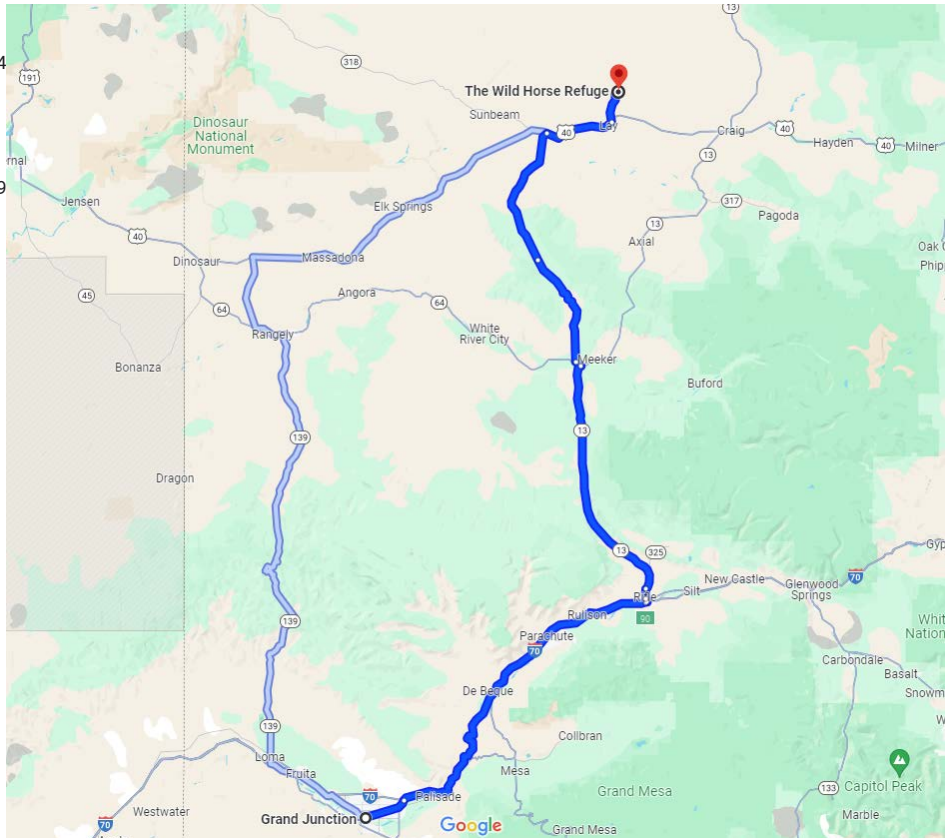 13
4
191
318
The Wild Horse Refuge
Sunbeam
40
Lay
Craig
40
Hayden
40
Milner
Dinosaur
National
Monument
rnal
13
9
Jensen
Elk Springs
317
Pagoda
40
13
Axial
Oak C
Phipp
Dinosaur
Massadona
45
64
Angora
64
White
River City
Rangely
Meeker
Bonanza
Buford
13
139
Dragon
13
325
New Castle
Glenwood
Springs
70
Gyp
Rifle
Silt
Rulison
90
139
Parachute
70
Whit
Nationa
Carbondale
Basalt
Snowm
De Beque
139
Collbran
W
Loma
Fruita
Mesa
70
Palisade
Grand Mesa
133
Capitol Peak
Westwater
Grand Junction
Google
Marble
70
Grand Mesa